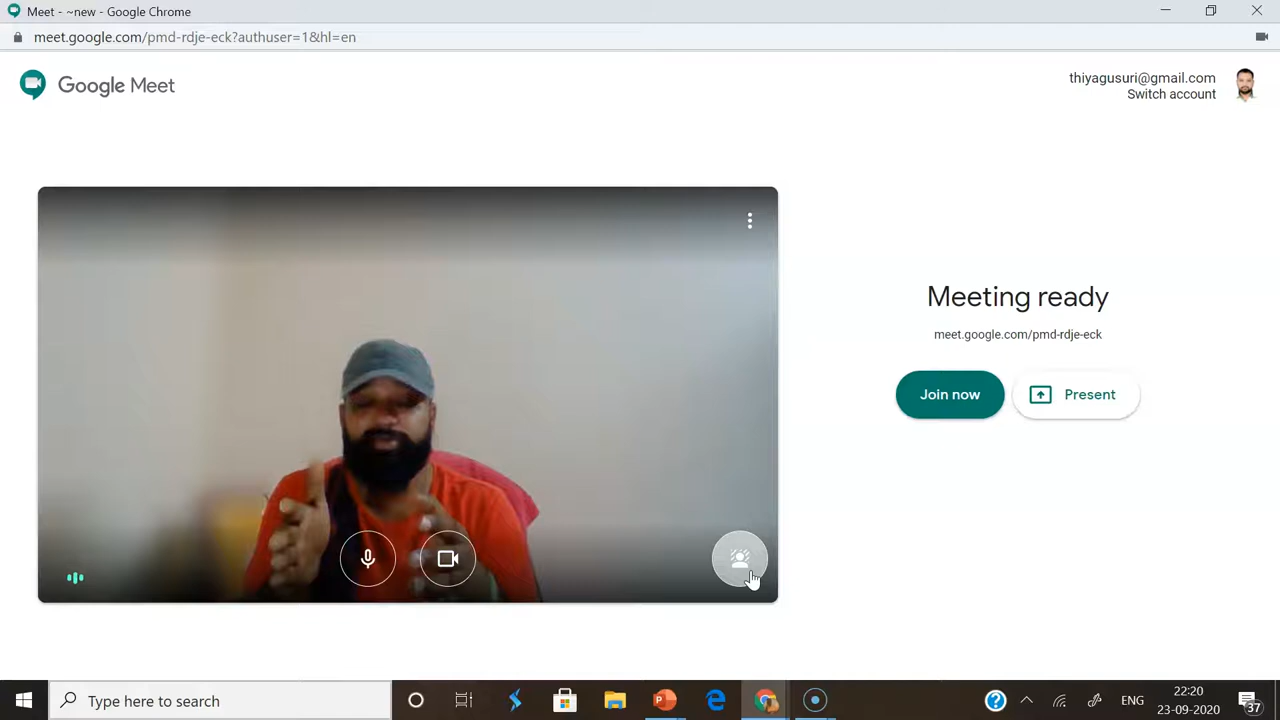 Meet - ~new - Google Chrome
meet.google.com/pmd-rdje-eck?authuser=1&hl=en
Google Meet
thiyagusuri@gmail.com
Switch account
Meeting ready
meet.google.com/pmd-rdje-eck
Join now
Present
Type here to search
ENG
22:20
23-09-2020
37